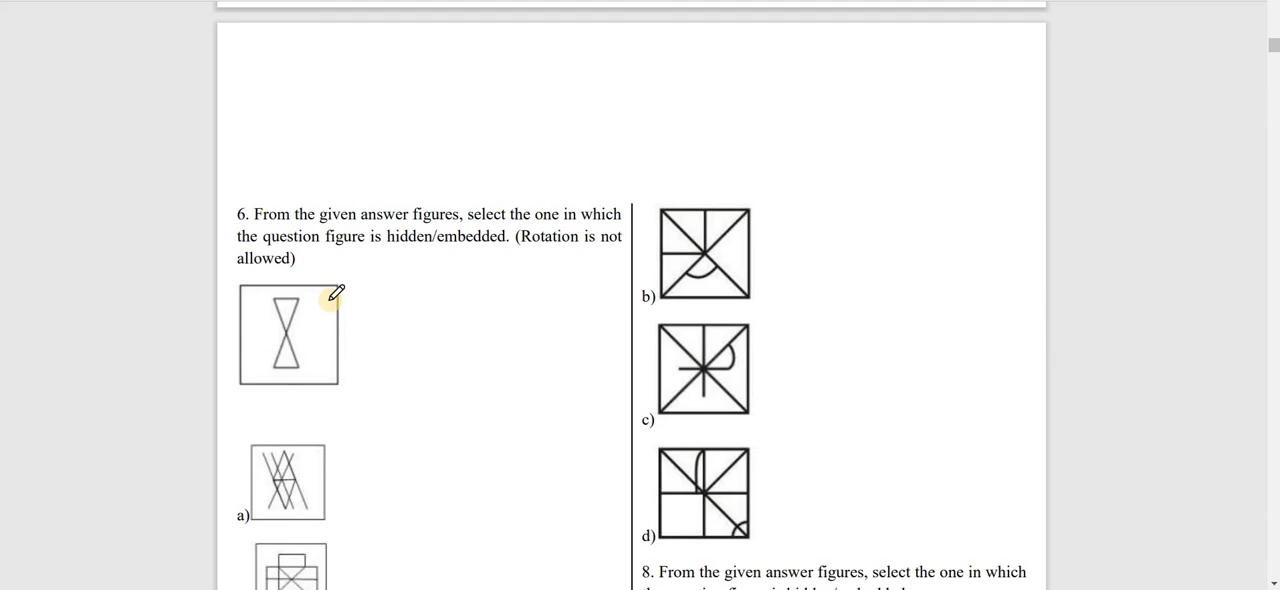 6. From the given answer figures, select the one in which
the question figure is hidden/embedded. (Rotation is not
allowed)
a)
b)
c)
d)
8. From the given answer figures, select the one in which